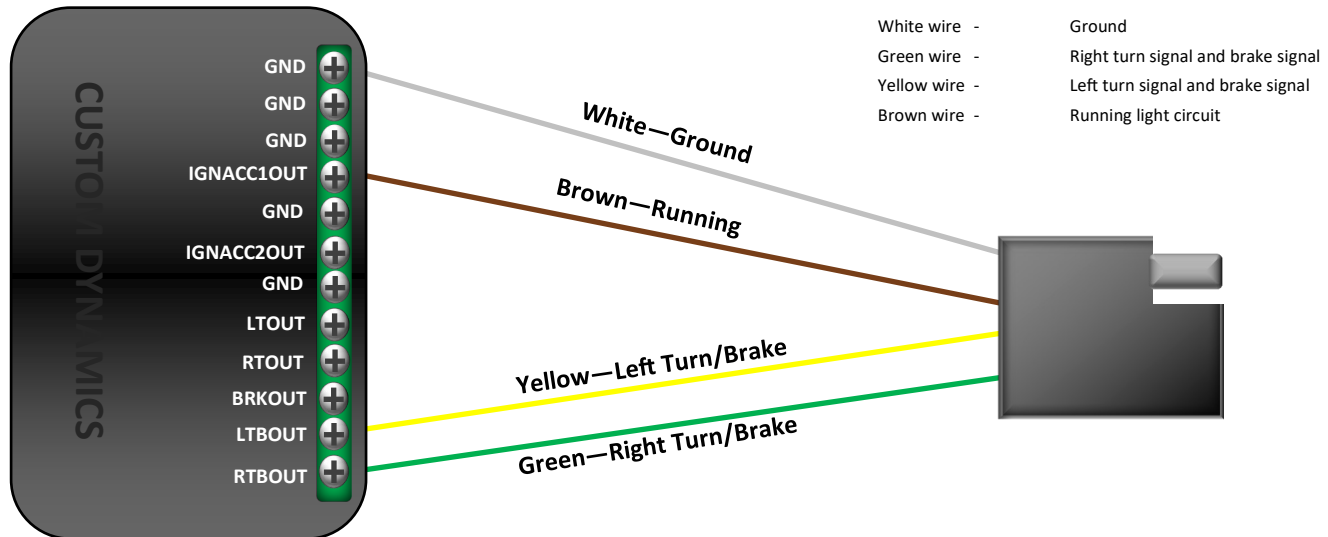 CUSTOM DYNAMICS
GND
GND
GND
IGNACC1OUT
GND
IGNACC2OUT
GND
LTOUT
RTOUT
BRKOUT
LTBOUT
RTBOUT
White—Ground
Brown—Running
Yellow—Left Turn/Brake
Green—Right Turn/Brake
White wire - Ground
Green wire - Right turn signal and brake signal
Yellow wire - Left turn signal and brake signal
Brown wire - Running light circuit